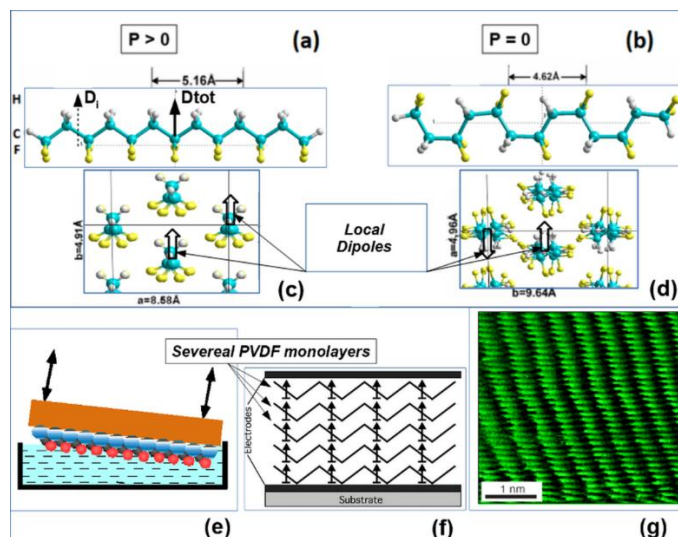 P > 0
(a)
P = 0
(b)
5.16Å
4.62Å
H
Di
Dtot
C
F
b=4.91Å
a=8.58Å
(c)
Local
Dipoles
a=4.96Å
b=9.64Å
(d)
Severeal PVDF monolayers
Electrodes
Substrate
1 nm
(e)
(f)
(g)